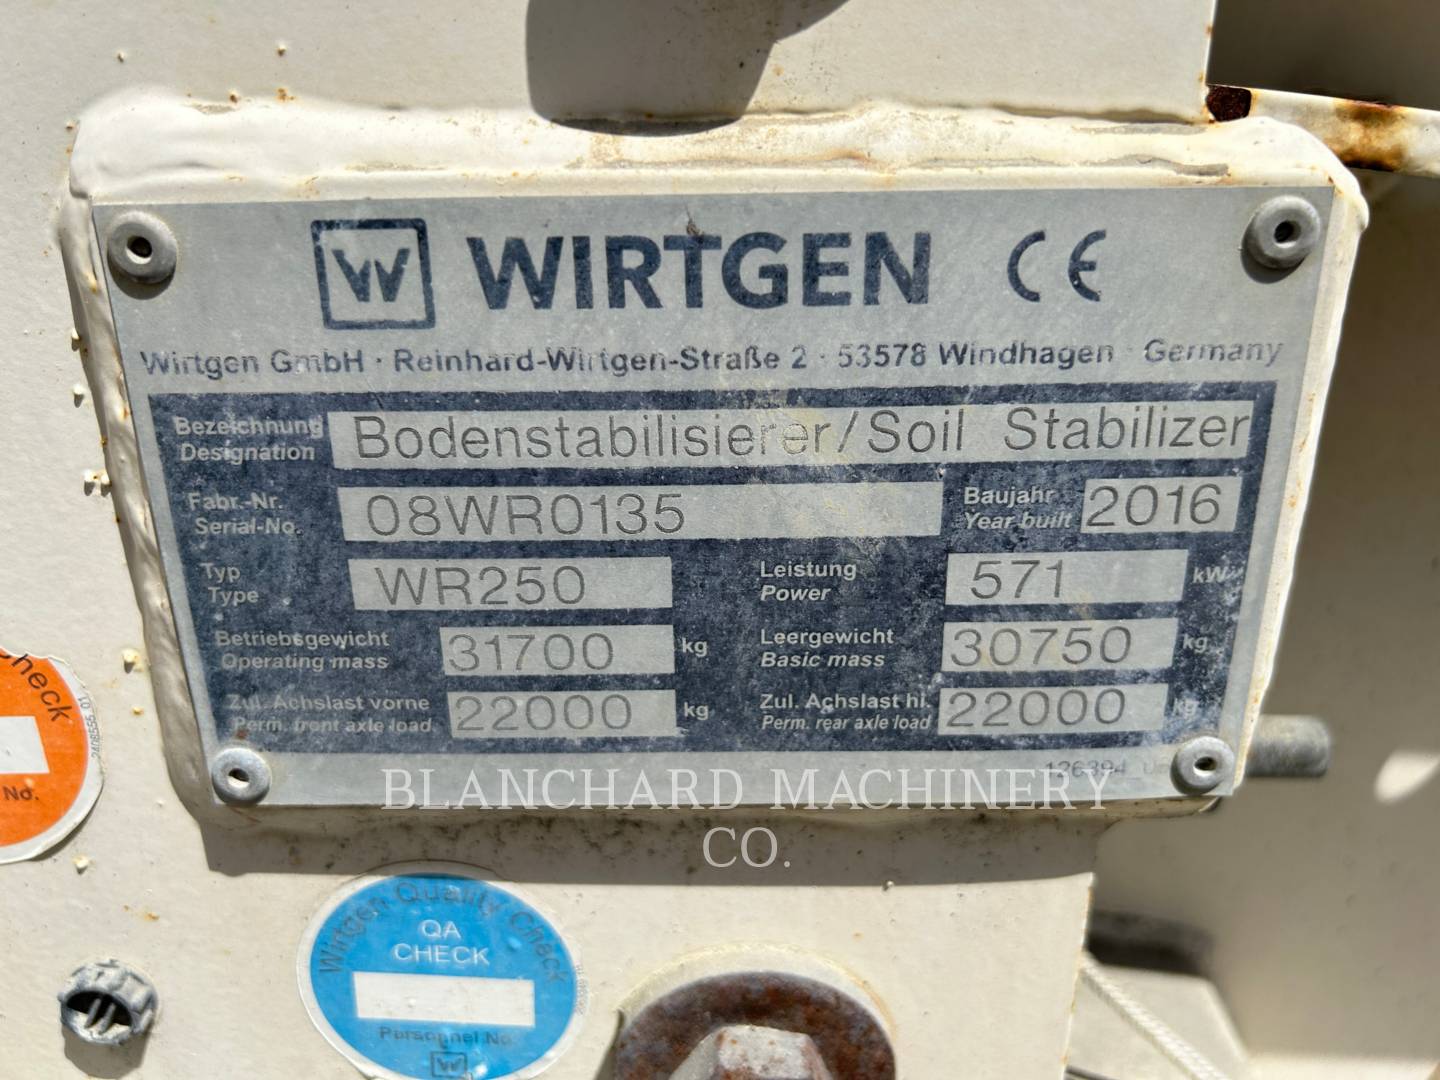 W WIRTGEN CE
Wirtgen GmbH · Reinhard-Wirtgen-Straße 2 · 53578 Windhagen · Germany
Bezeichnung
Designation
Bodenstabilisierer/Soil Stabilizer
Fabr.-Nr.
Serial-No.
08WR0135
Baujahr
Year built
2016
Typ
Type
WR250
Leistung
Power
571 kW
Betriebsgewicht
Operating mass
31700 kg
Leergewicht
Basic mass
30750 kg
Zul. Achslast vorne
Perm. front axle load
22000 kg
Zul. Achslast hi.
Perm. rear axle load
22000 kg
126394
BLANCHARD MACHINERY
CO.
Check
No.
Wirtgen Quality Check
QA
CHECK
Personnel No.
W